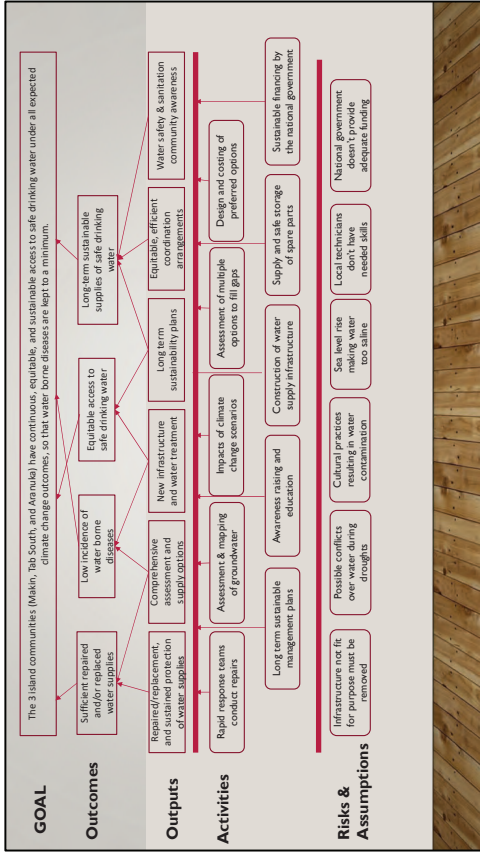 GOAL
The 3 island communities (Makin, Tab South, and Aranuka) have continuous, equitable, and sustainable access to safe drinking water under all expected
climate change outcomes, so that water borne diseases are kept to a minimum.
Outcomes
Sufficient repaired
and/or replaced
water supplies
Low incidence of
water borne
diseases
Equitable access to
safe drinking water
Long-term sustainable
supplies of safe drinking
water
Outputs
Repaired/replacement,
and sustained protection
of water supplies
Comprehensive
assessment and
supply options
New infrastructure
and water treatment
Long term
sustainability plans
Equitable, efficient
coordination
arrangements
Water safety & sanitation
community awareness
Activities
Rapid response teams
conduct repairs
Assessment & mapping
of groundwater
Impacts of climate
change scenarios
Assessment of multiple
options to fill gaps
Design and costing of
preferred options
Long term sustainable
management plans
Awareness raising and
education
Construction of water
supply infrastructure
Supply and safe storage
of spare parts
Sustainable financing by
the national government
Risks &
Assumptions
Infrastructure not fit
for purpose must be
removed
Possible conflicts
over water during
droughts
Cultural practices
resulting in water
contamination
Sea level rise
making water
too saline
Local technicians
don't have
needed skills
National government
doesn't provide
adequate funding